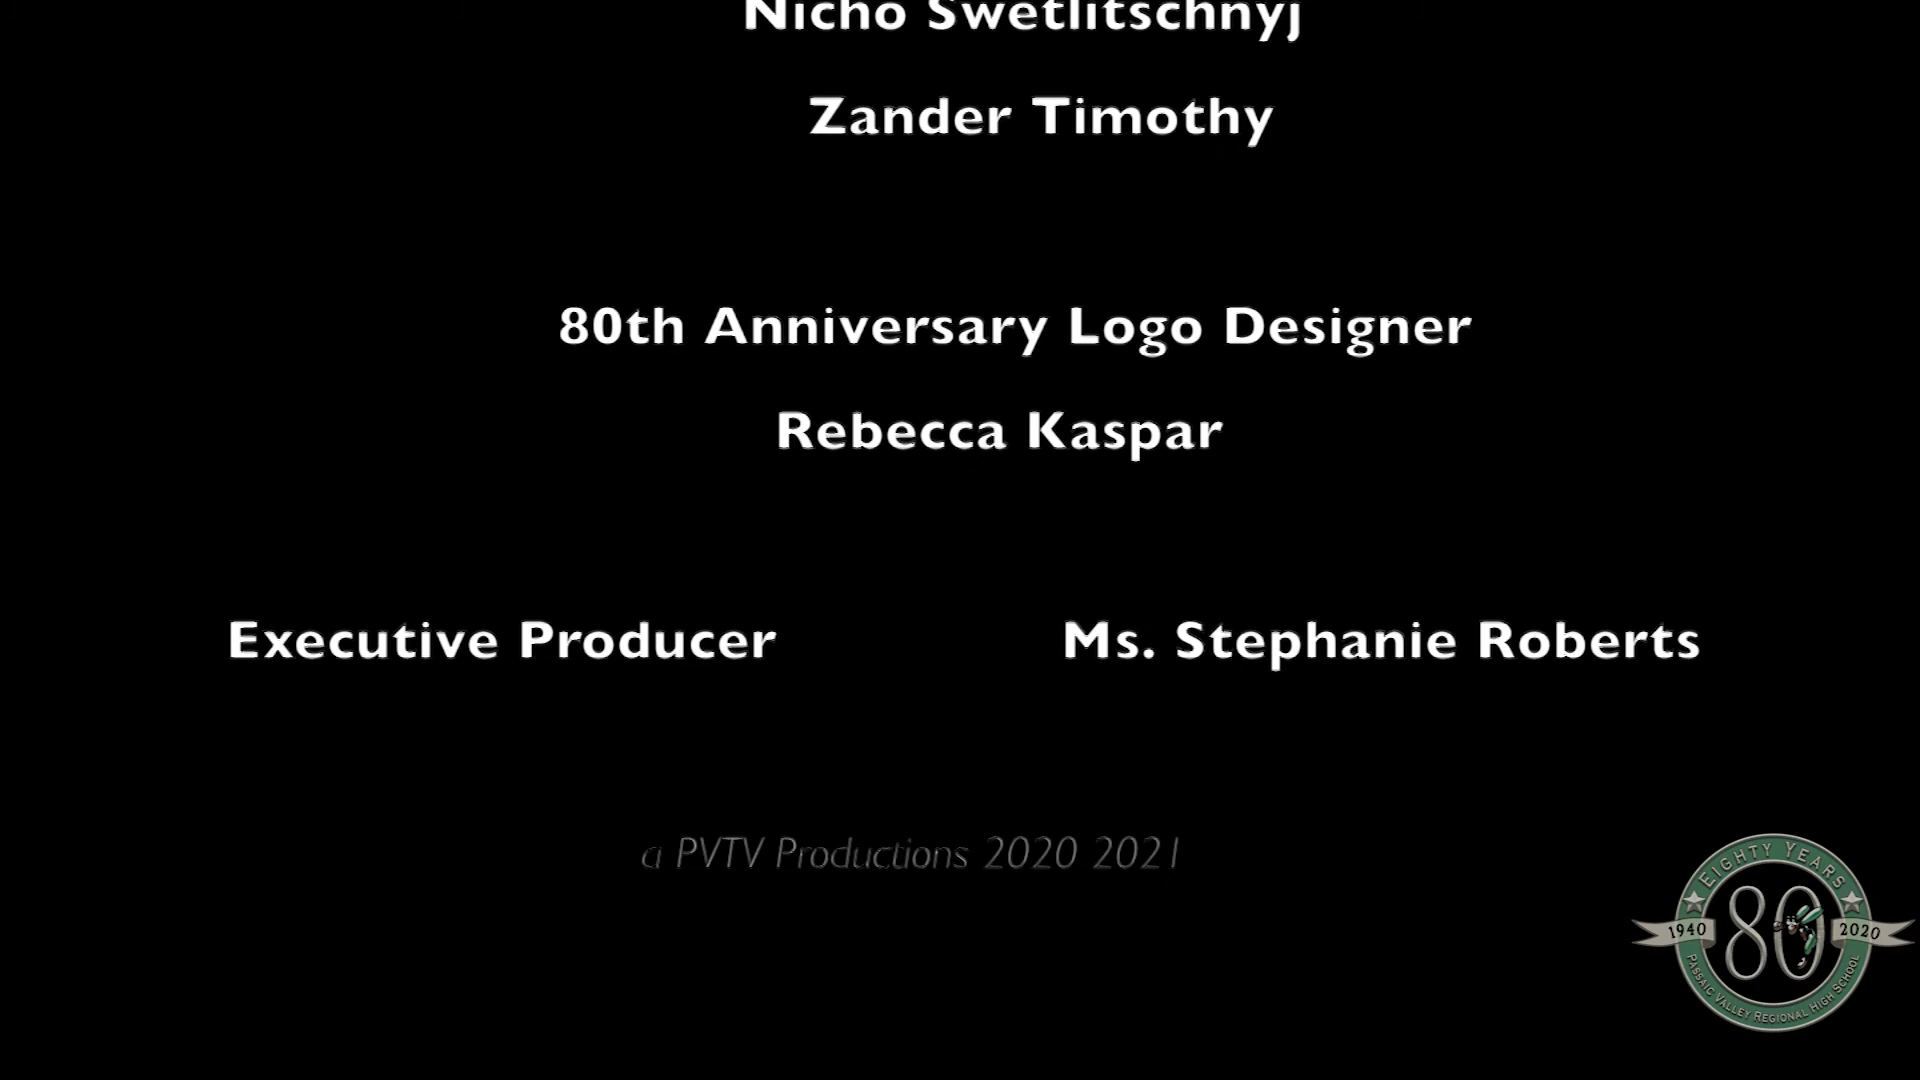 Nicho Swetlitschnyj
Zander Timothy
80th Anniversary Logo Designer
Rebecca Kaspar
Executive Producer Ms. Stephanie Roberts
a PVTV Productions 2020 2021
EIGHTY YEARS
1940 80 2020
PASSAIC VALLEY REGIONAL HIGH SCHOOL